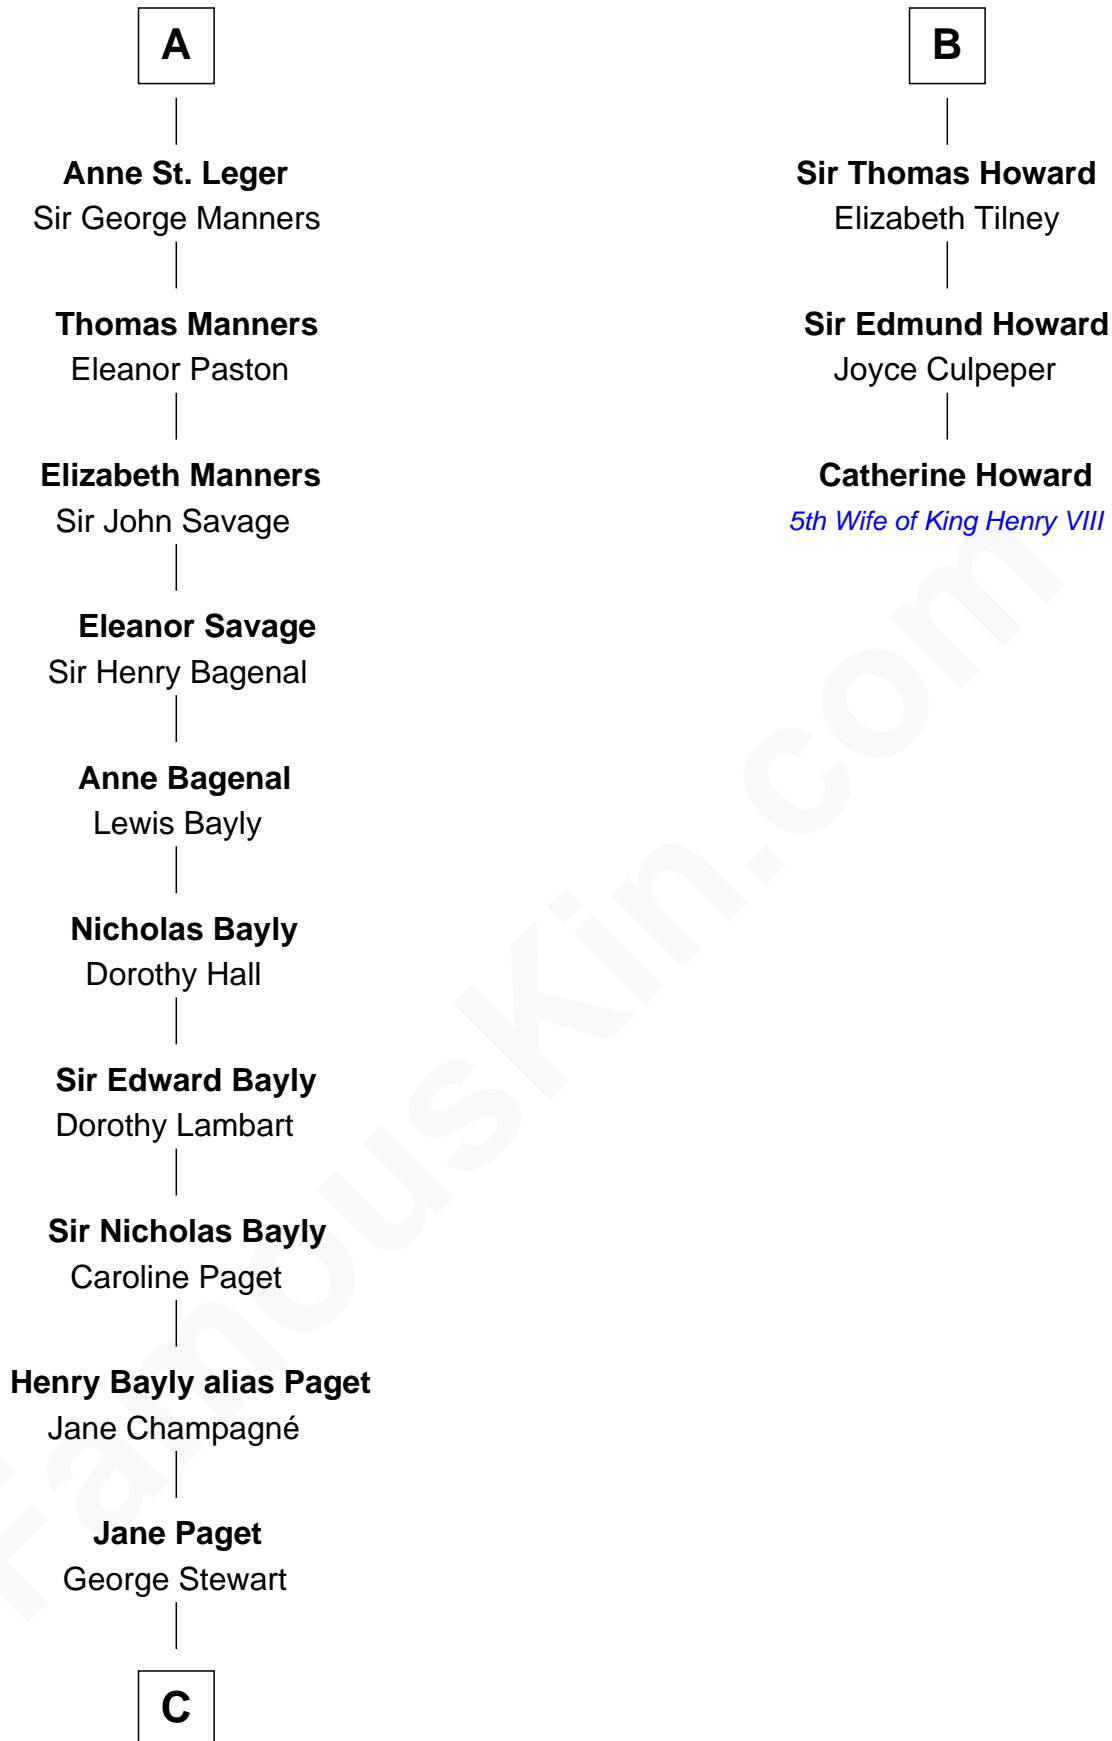 A
Anne St. Leger
Sir George Manners
Thomas Manners
Eleanor Paston
Elizabeth Manners
Sir John Savage
Eleanor Savage
Sir Henry Bagenal
Anne Bagenal
Lewis Bayly
Nicholas Bayly
Dorothy Hall
Sir Edward Bayly
Dorothy Lambart
Sir Nicholas Bayly
Caroline Paget
Henry Bayly alias Paget
Jane Champagné
Jane Paget
George Stewart
C
B
Sir Thomas Howard
Elizabeth Tilney
Sir Edmund Howard
Joyce Culpeper
Catherine Howard
5th Wife of King Henry VIII
FamousKin.com